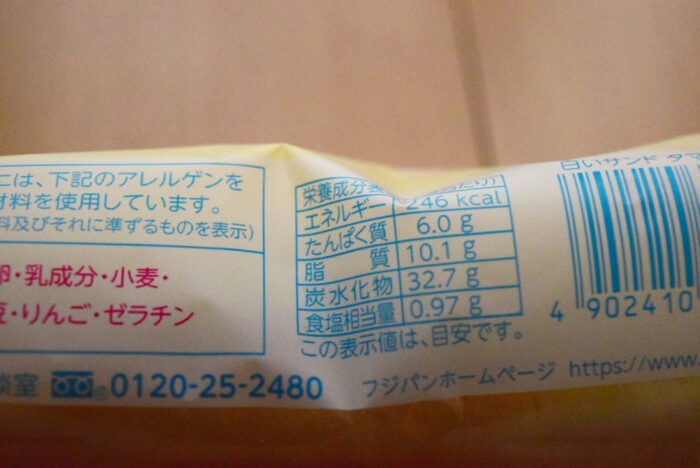 には、下記のアレルゲンを
材料を使用しています。
料及びそれに準ずるものを表示)
卵・乳成分・小麦・
豆・りんご・ゼラチン
栄養成分表
エネルギー 246 kcal
たんぱく質 6.0 g
脂質 10.1 g
炭水化物 32.7 g
食塩相当量 0.97 g
この表示値は、目安です。
白いサンド タマ
4 902410
談室 0120-25-2480 フジパンホームページ https://www.